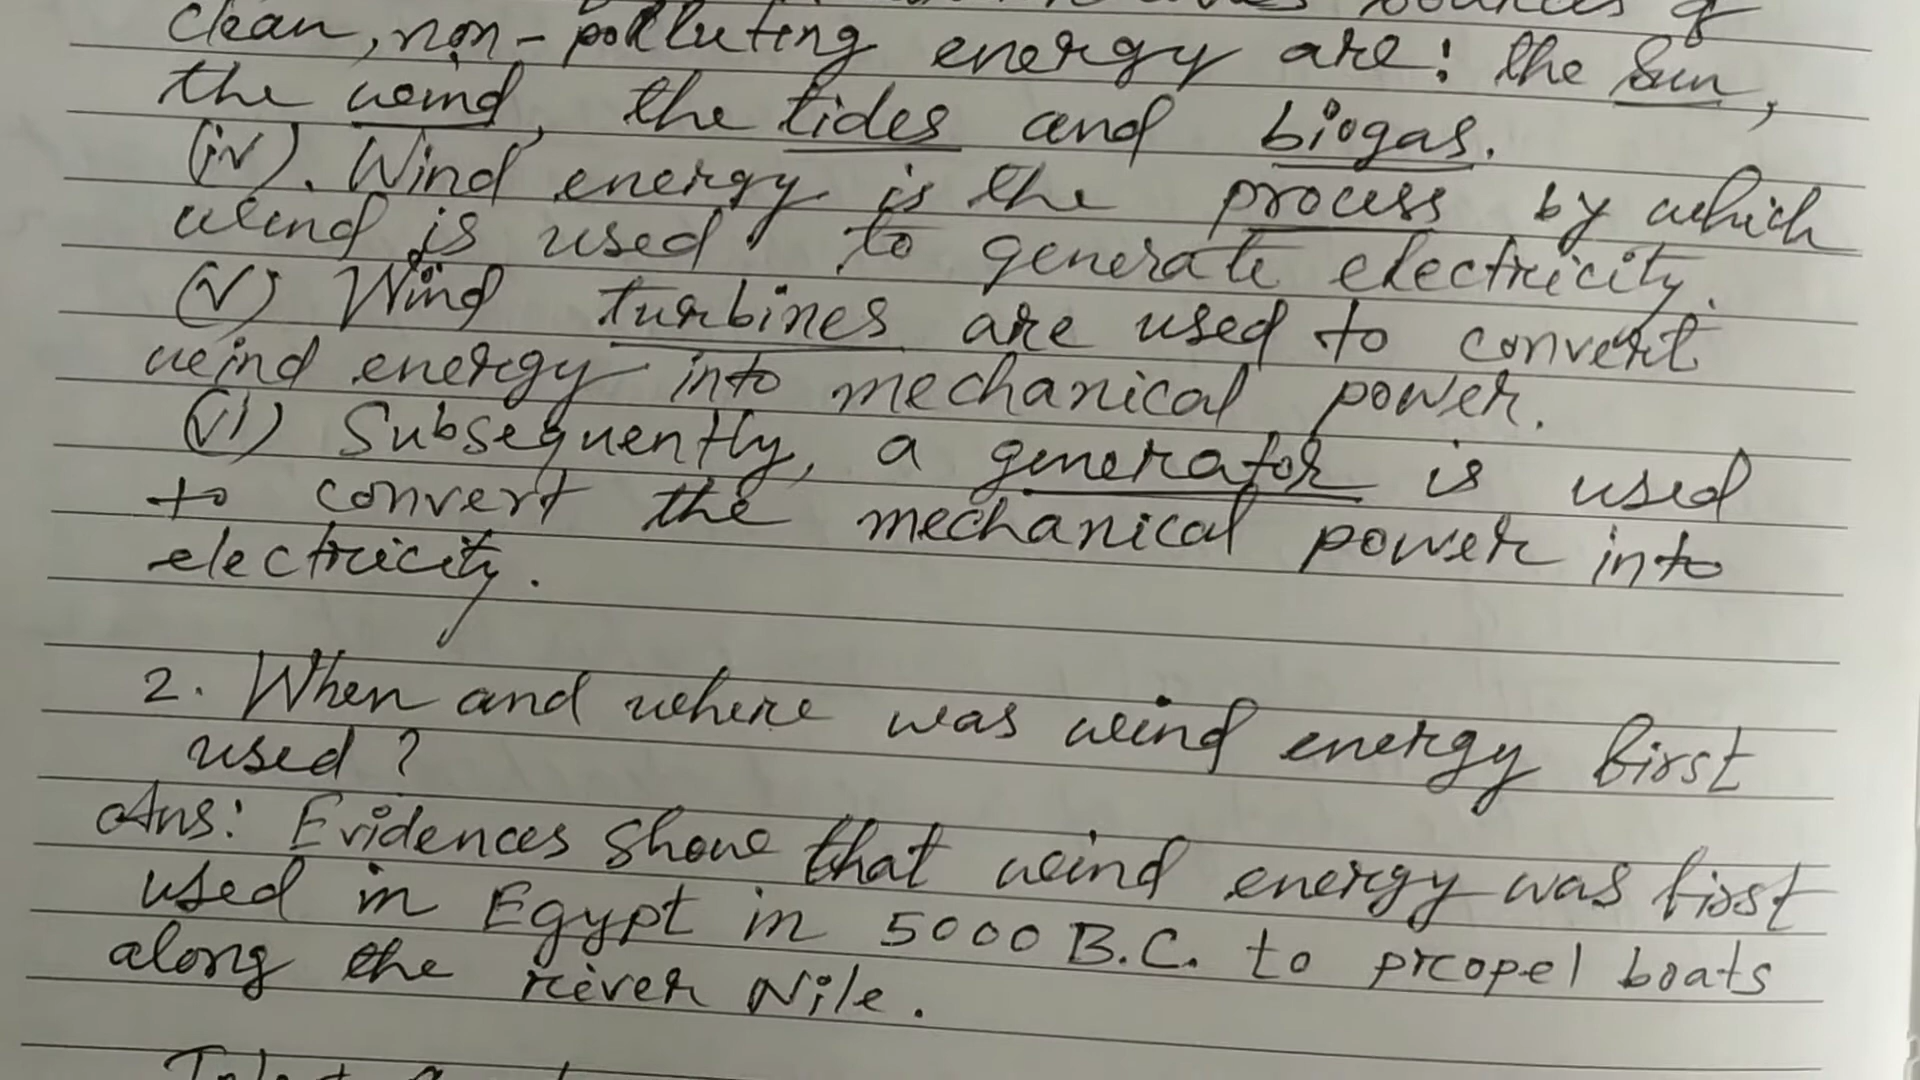 sources of
clean, non-polluting energy are: the Sun,
the wind, the tides and biogas.
(iv). Wind energy is the process by which
wind is used to generate electricity.
(v) Wind turbines are used to convert
wind energy into mechanical power.
(vi) Subsequently, a generator is used
to convert the mechanical power into
electricity.
2. When and where was wind energy first
used?
Ans: Evidences show that wind energy was first
used in Egypt in 5000 B.C. to propel boats
along the river Nile.